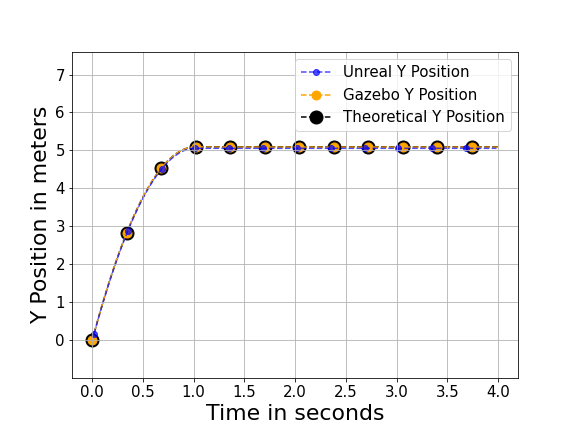 Unreal Y Position
Gazebo Y Position
Theoretical Y Position
Y Position in meters
7
6
5
4
3
2
1
0
0.0 0.5 1.0 1.5 2.0 2.5 3.0 3.5 4.0
Time in seconds